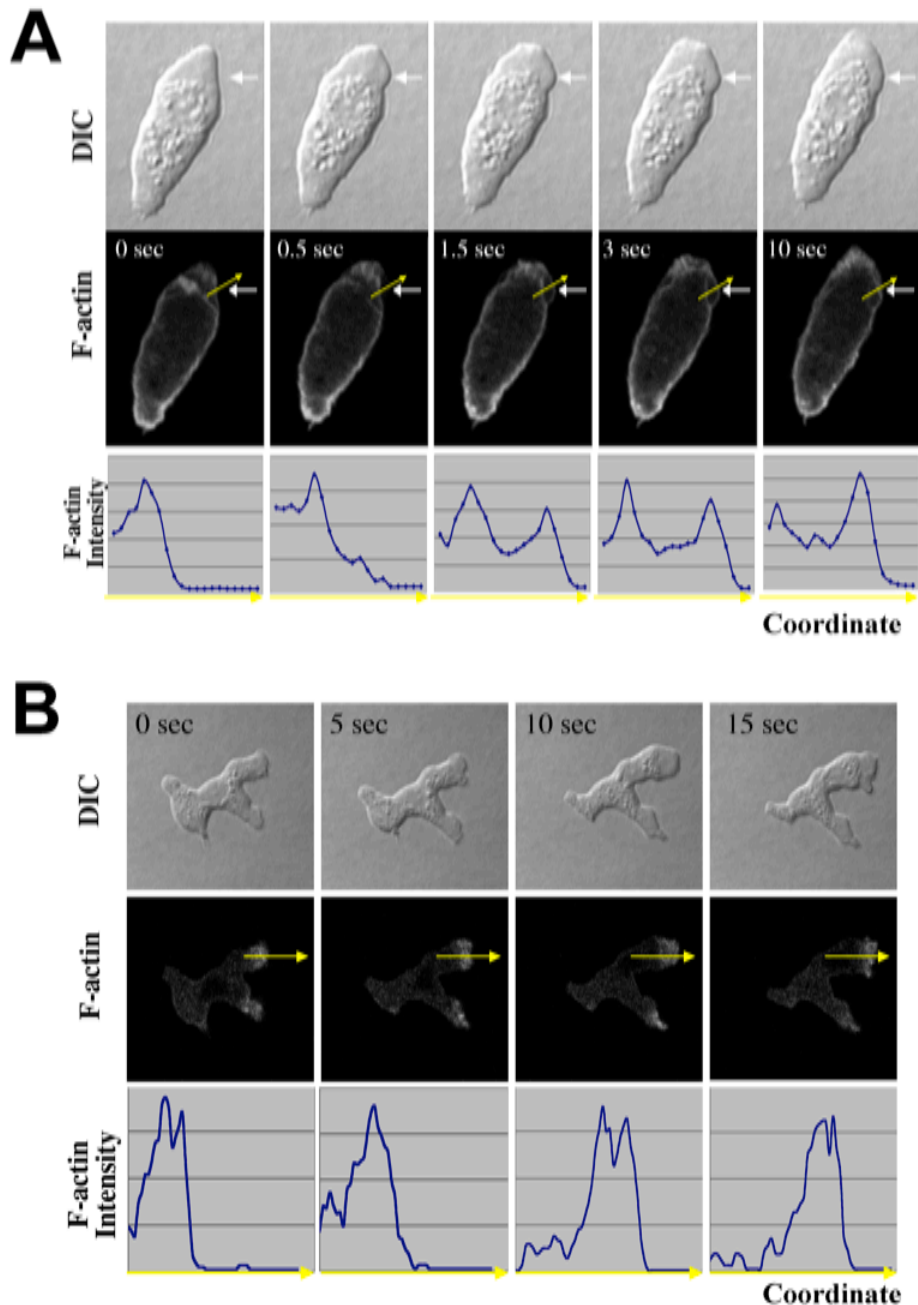 A
DIC
F-actin
0 sec
0.5 sec
1.5 sec
3 sec
10 sec
F-actin
Intensity
Coordinate
B
DIC
0 sec
5 sec
10 sec
15 sec
F-actin
F-actin
Intensity
Coordinate